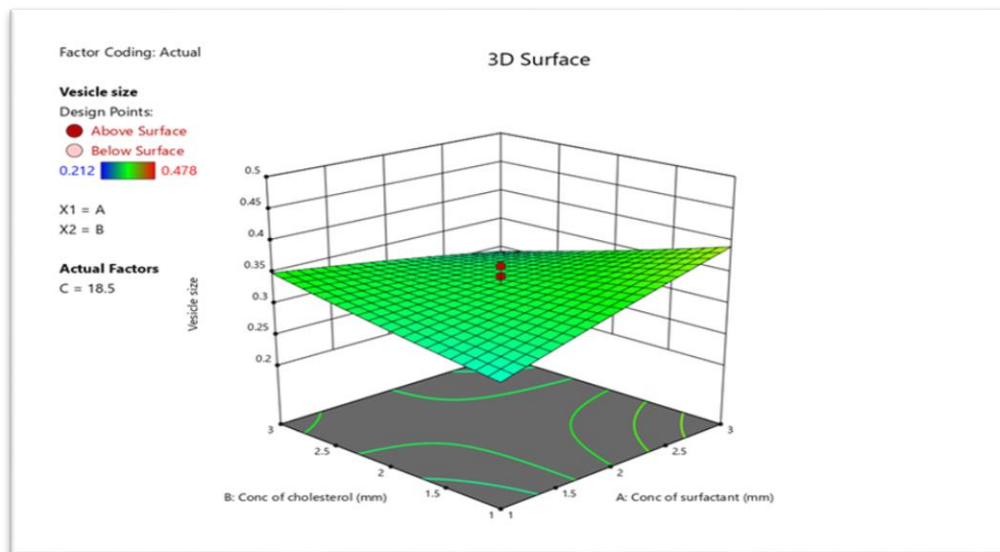 Factor Coding: Actual
3D Surface
Vesicle size
Design Points:
Above Surface
Below Surface
0.212 0.478
X1 = A
X2 = B
Actual Factors
C = 18.5
0.5
0.45
0.4
0.35
0.3
0.25
0.2
Vesicle size
3
2.5
2
1.5
1
B: Conc of cholesterol (mm)
1
1.5
2
2.5
3
A: Conc of surfactant (mm)